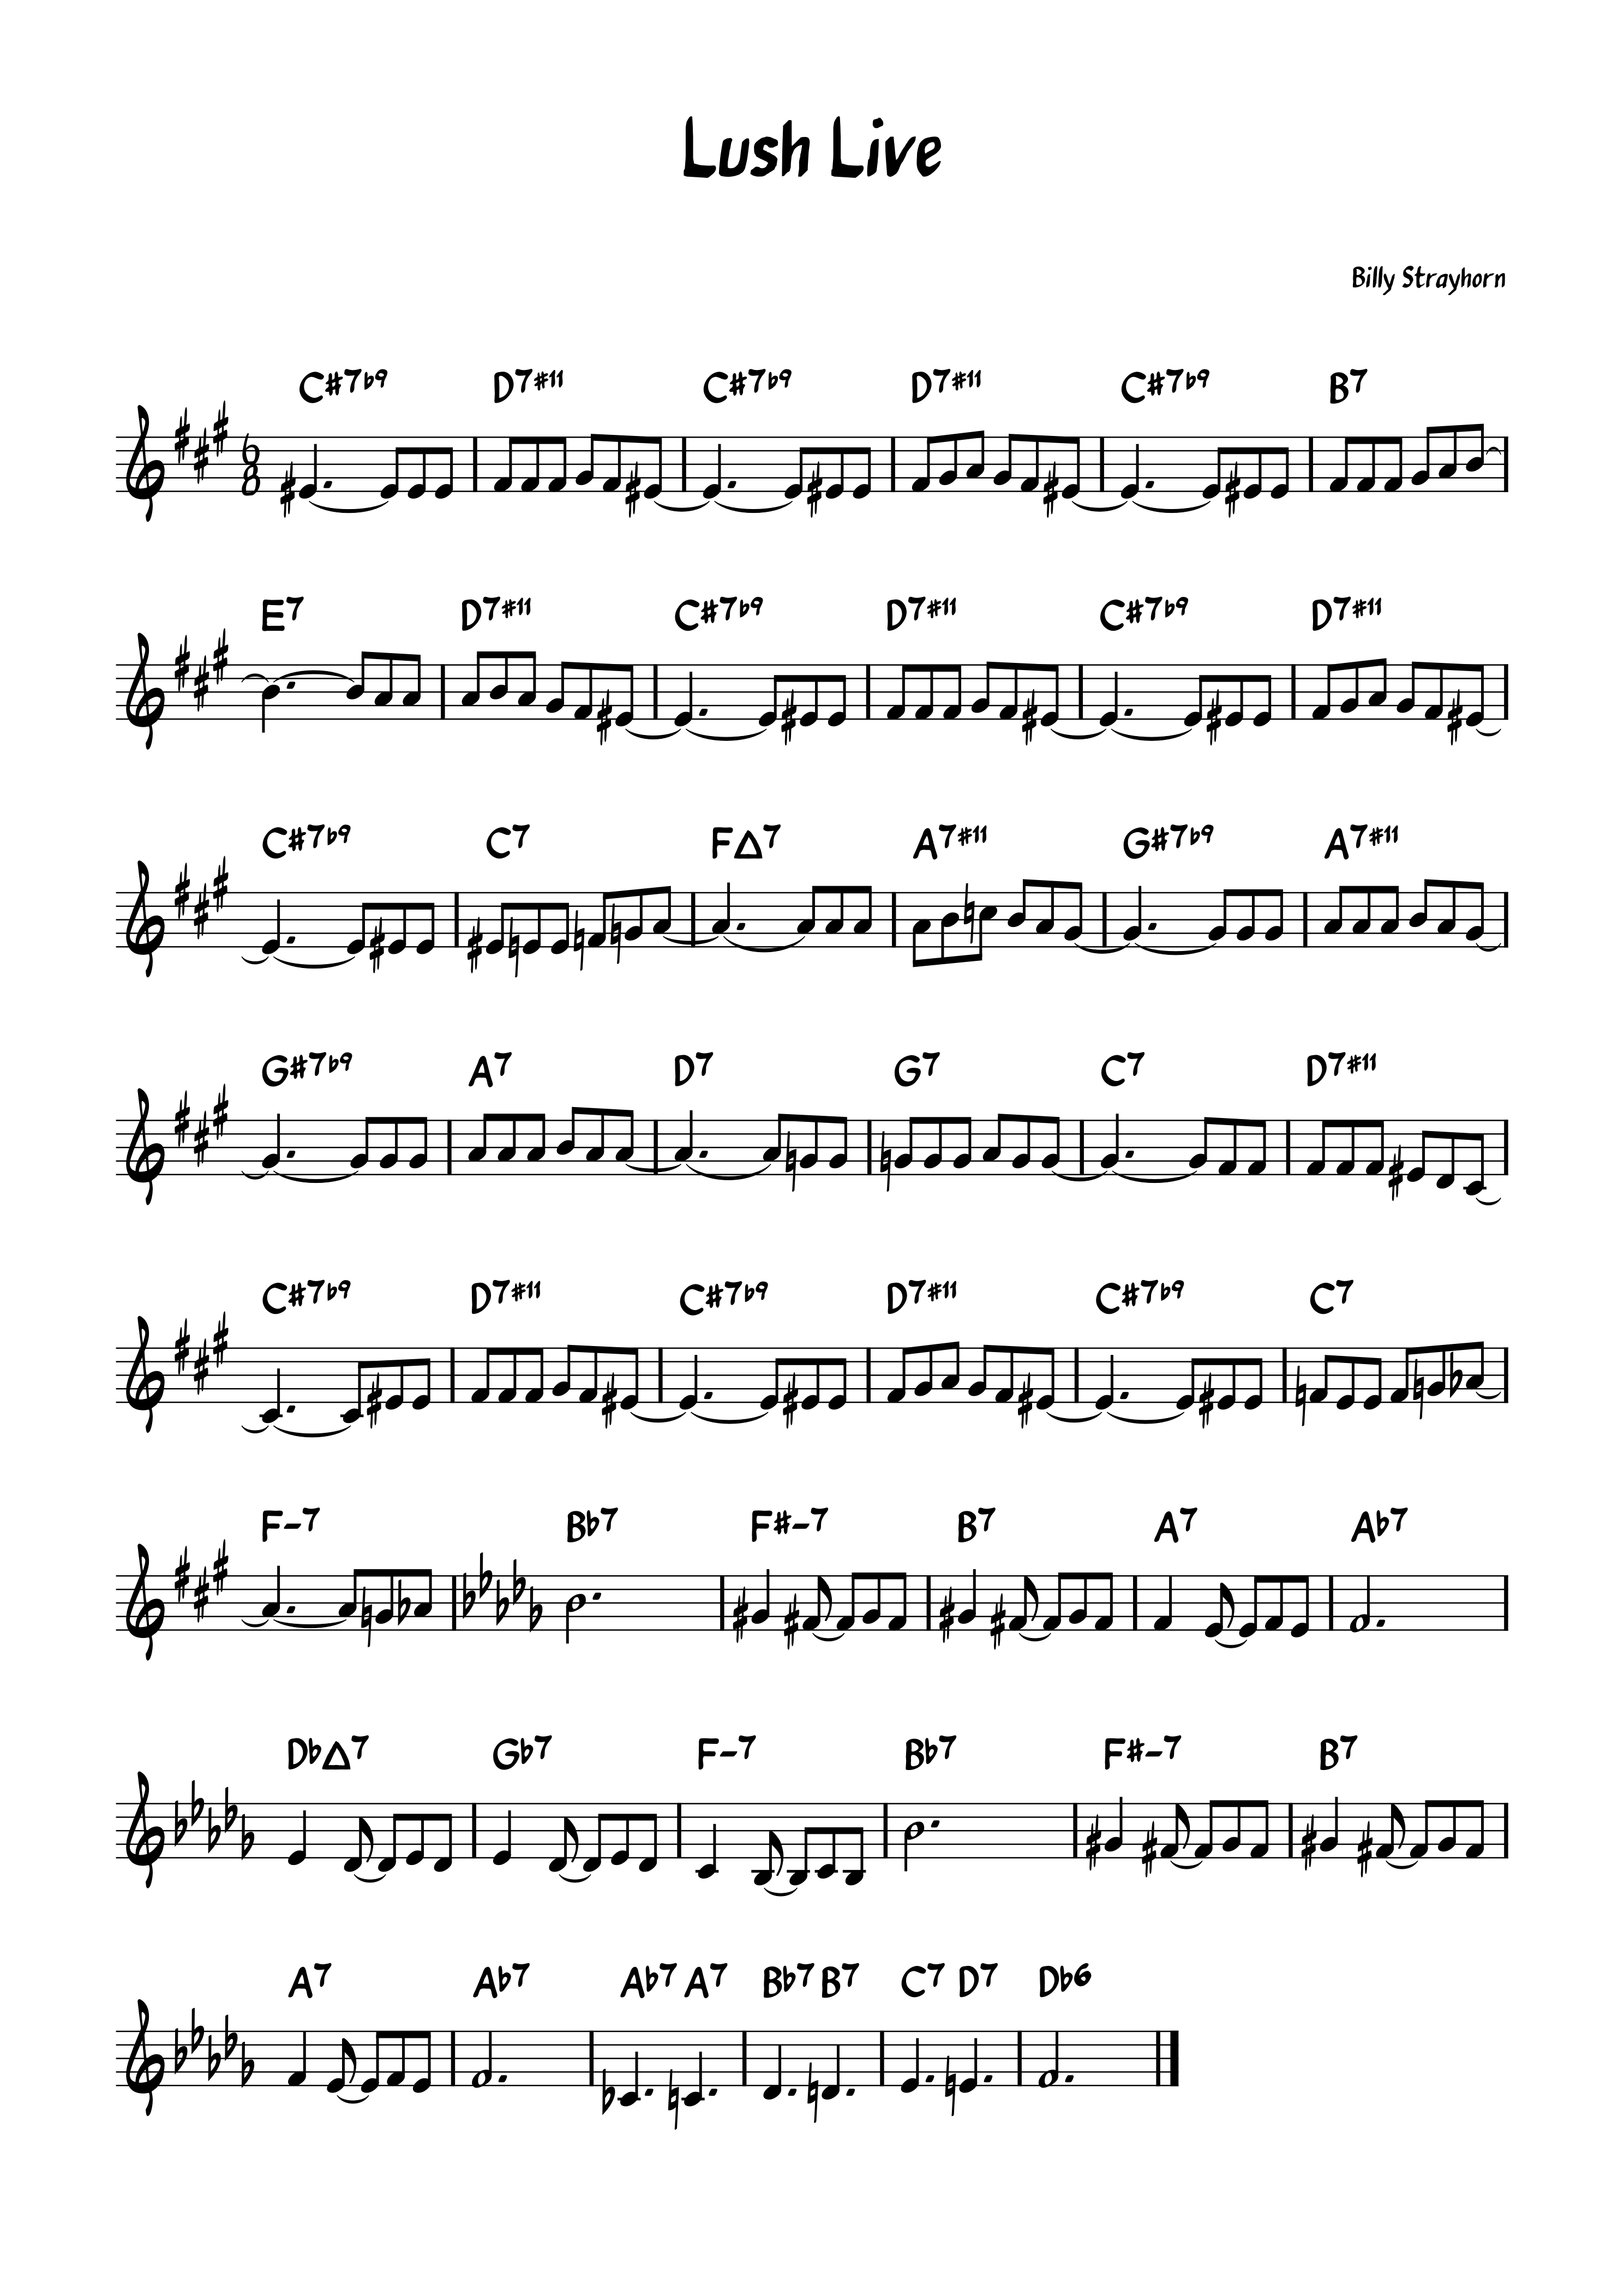 Lush Live
Billy Strayhorn
C#7b9 D7#11 C#7b9 D7#11 C#7b9 B7
6
8
E7 D7#11 C#7b9 D7#11 C#7b9 D7#11
C#7b9 C7 F△7 A7#11 G#7b9 A7#11
G#7b9 A7 D7 G7 C7 D7#11
C#7b9 D7#11 C#7b9 D7#11 C#7b9 C7
F-7 Bb7 F#-7 B7 A7 Ab7
Db△7 Gb7 F-7 Bb7 F#-7 B7
A7 Ab7 Ab7 A7 Bb7 B7 C7 D7 Db6